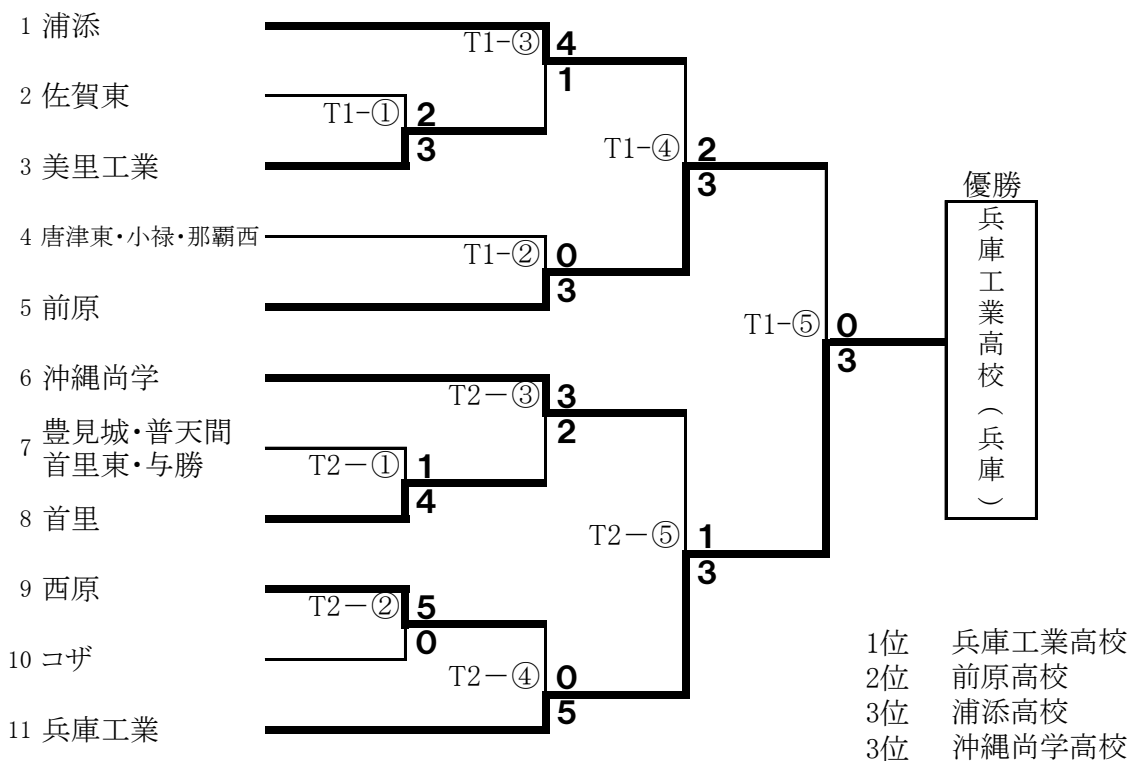 1 浦添
T1-③ 4
1
2 佐賀東
T1-① 2
3
3 美里工業
T1-④ 2
3
4 唐津東・小禄・那覇西
T1-② 0
3
5 前原
T1-⑤ 0
3
優勝
兵庫工業高校(兵庫)
6 沖縄尚学
T2-③ 3
2
7 豊見城・普天間
首里東・与勝
T2-① 1
4
8 首里
T2-⑤ 1
3
9 西原
T2-② 5
0
10 コザ
T2-④ 0
5
11 兵庫工業
1位 兵庫工業高校
2位 前原高校
3位 浦添高校
3位 沖縄尚学高校